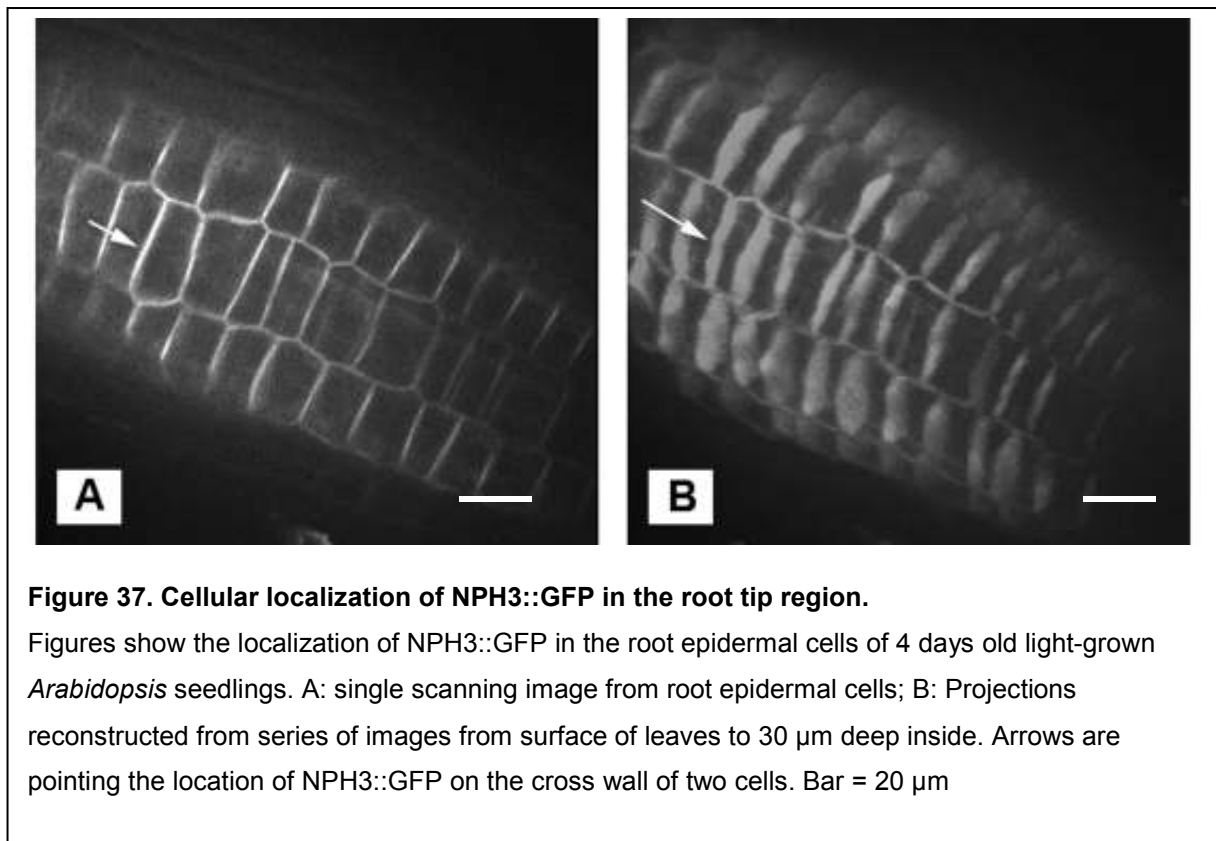 A
B
Figure 37. Cellular localization of NPH3::GFP in the root tip region.
Figures show the localization of NPH3::GFP in the root epidermal cells of 4 days old light-grown
Arabidopsis seedlings. A: single scanning image from root epidermal cells; B: Projections
reconstructed from series of images from surface of leaves to 30 µm deep inside. Arrows are
pointing the location of NPH3::GFP on the cross wall of two cells. Bar = 20 µm